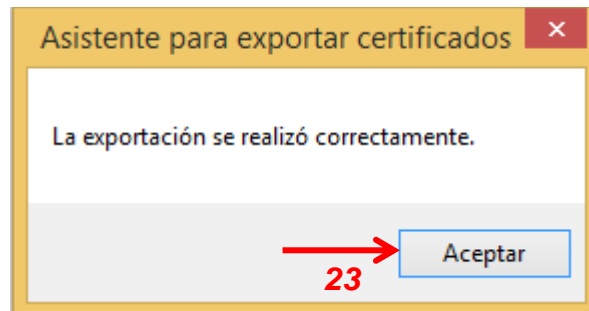 Asistente para exportar certificados
La exportación se realizó correctamente.
Aceptar
23